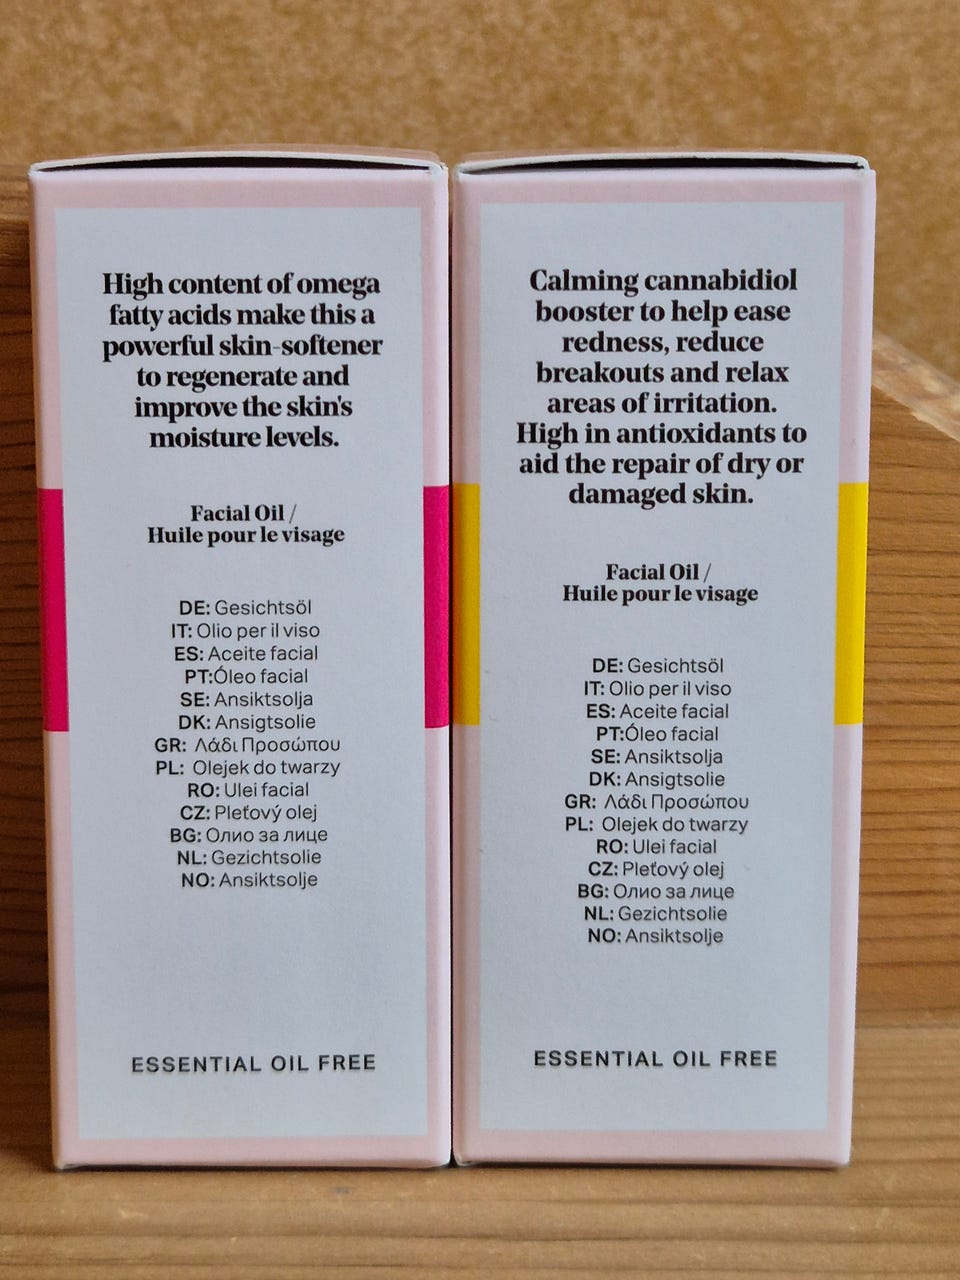 High content of omega
fatty acids make this a
powerful skin-softener
to regenerate and
improve the skin's
moisture levels.
Facial Oil /
Huile pour le visage
DE: Gesichtsöl
IT: Olio per il viso
ES: Aceite facial
PT:Óleo facial
SE: Ansiktsolja
DK: Ansigtsolie
GR: Λάδι Προσώπου
PL: Olejek do twarzy
RO: Ulei facial
CZ: Pleťový olej
BG: Олио за лице
NL: Gezichtsolie
NO: Ansiktsolje
ESSENTIAL OIL FREE
Calming cannabidiol
booster to help ease
redness, reduce
breakouts and relax
areas of irritation.
High in antioxidants to
aid the repair of dry or
damaged skin.
Facial Oil /
Huile pour le visage
DE: Gesichtsöl
IT: Olio per il viso
ES: Aceite facial
PT:Óleo facial
SE: Ansiktsolja
DK: Ansigtsolie
GR: Λάδι Προσώπου
PL: Olejek do twarzy
RO: Ulei facial
CZ: Pleťový olej
BG: Олио за лице
NL: Gezichtsolie
NO: Ansiktsolje
ESSENTIAL OIL FREE